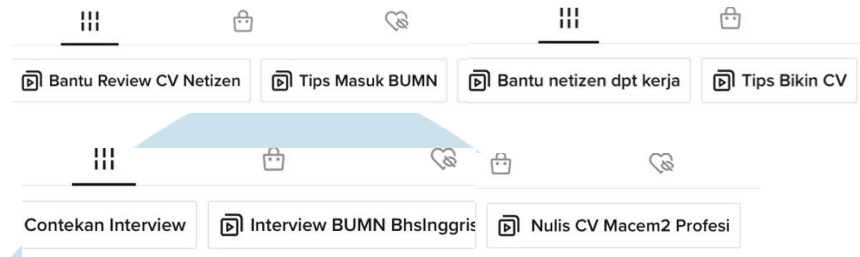 Bantu Review CV Netizen
Tips Masuk BUMN
Bantu netizen dpt kerja
Tips Bikin CV
Contekan Interview
Interview BUMN BhsInggris
Nulis CV Macem2 Profesi